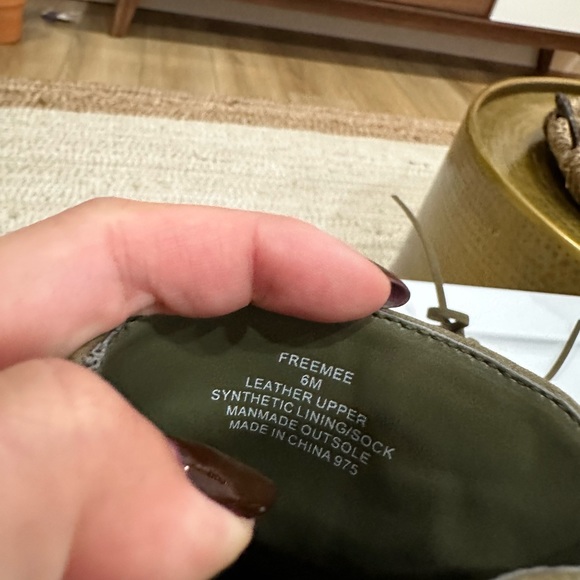 FREEMEE
6M
LEATHER UPPER
SYNTHETIC LINING/SOCK
MANMADE OUTSOLE
MADE IN CHINA 975